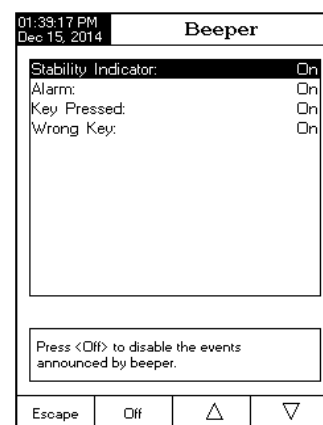 01:39:17 PM
Dec 15, 2014
Beeper
Stability Indicator: On
Alarm: On
Key Pressed: On
Wrong Key: On
Press <Off> to disable the events
announced by beeper.
Escape Off △ ▽